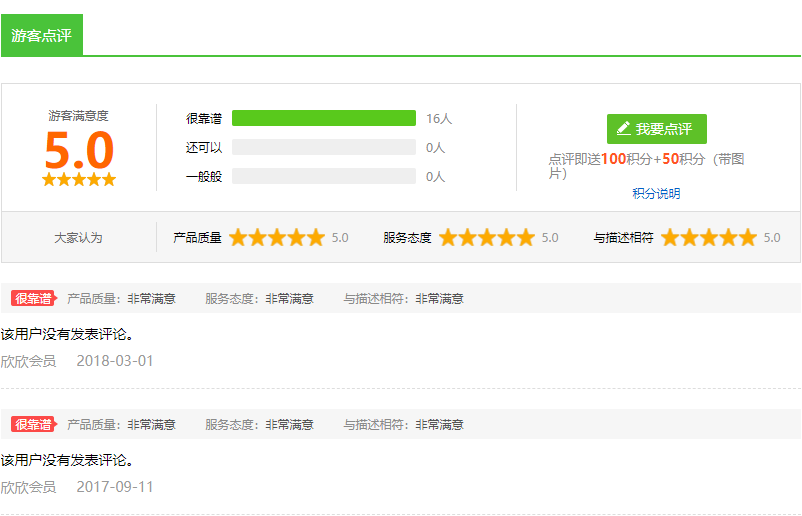 游客点评
游客满意度
5.0
很靠谱 16人
还可以 0人
一般般 0人
我要点评
点评即送100积分+50积分（带图
片）
积分说明
大家认为 产品质量 5.0 服务态度 5.0 与描述相符 5.0
很靠谱 产品质量：非常满意 服务态度：非常满意 与描述相符：非常满意
该用户没有发表评论。
欣欣会员 2018-03-01
很靠谱 产品质量：非常满意 服务态度：非常满意 与描述相符：非常满意
该用户没有发表评论。
欣欣会员 2017-09-11